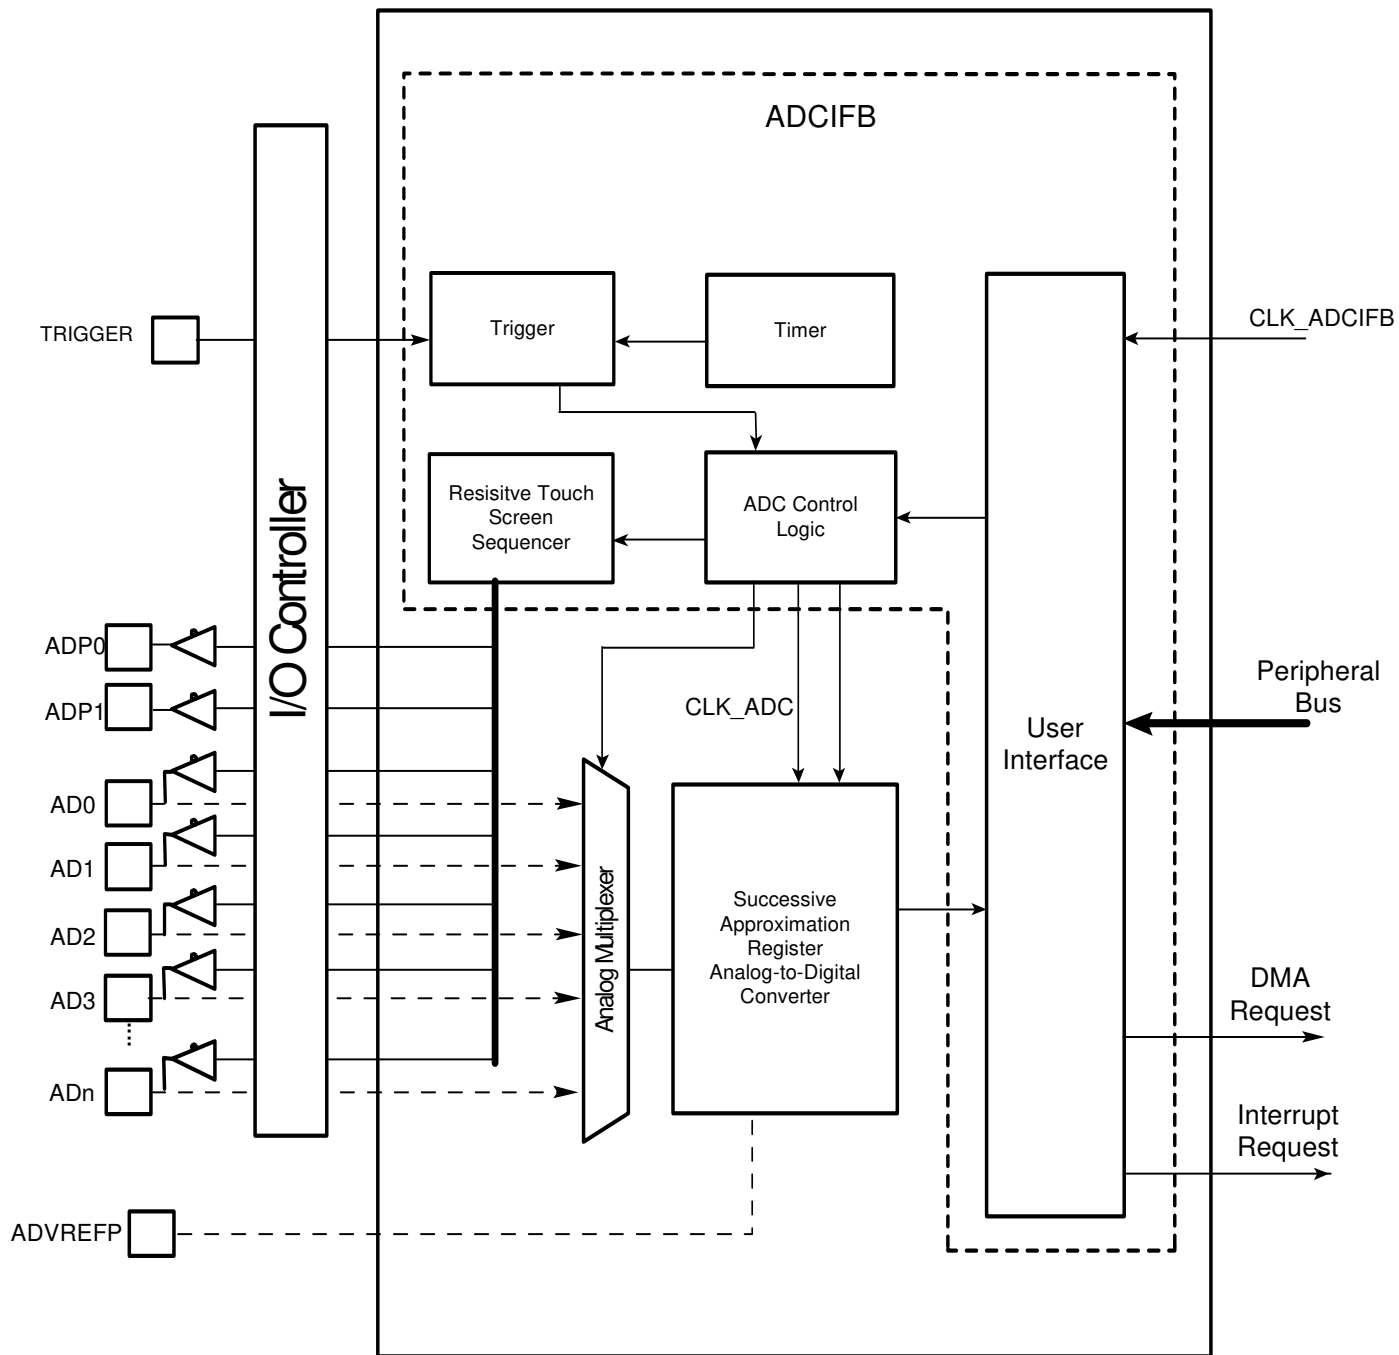 ADCIFB
TRIGGER
Trigger
Timer
CLK_ADCIFB
I/O Controller
Resisitve Touch
Screen
Sequencer
ADC Control
Logic
ADP0
ADP1
CLK_ADC
User
Interface
Peripheral
Bus
AD0
AD1
AD2
AD3
ADn
Analog Multiplexer
Successive
Approximation
Register
Analog-to-Digital
Converter
DMA
Request
Interrupt
Request
ADVREFP